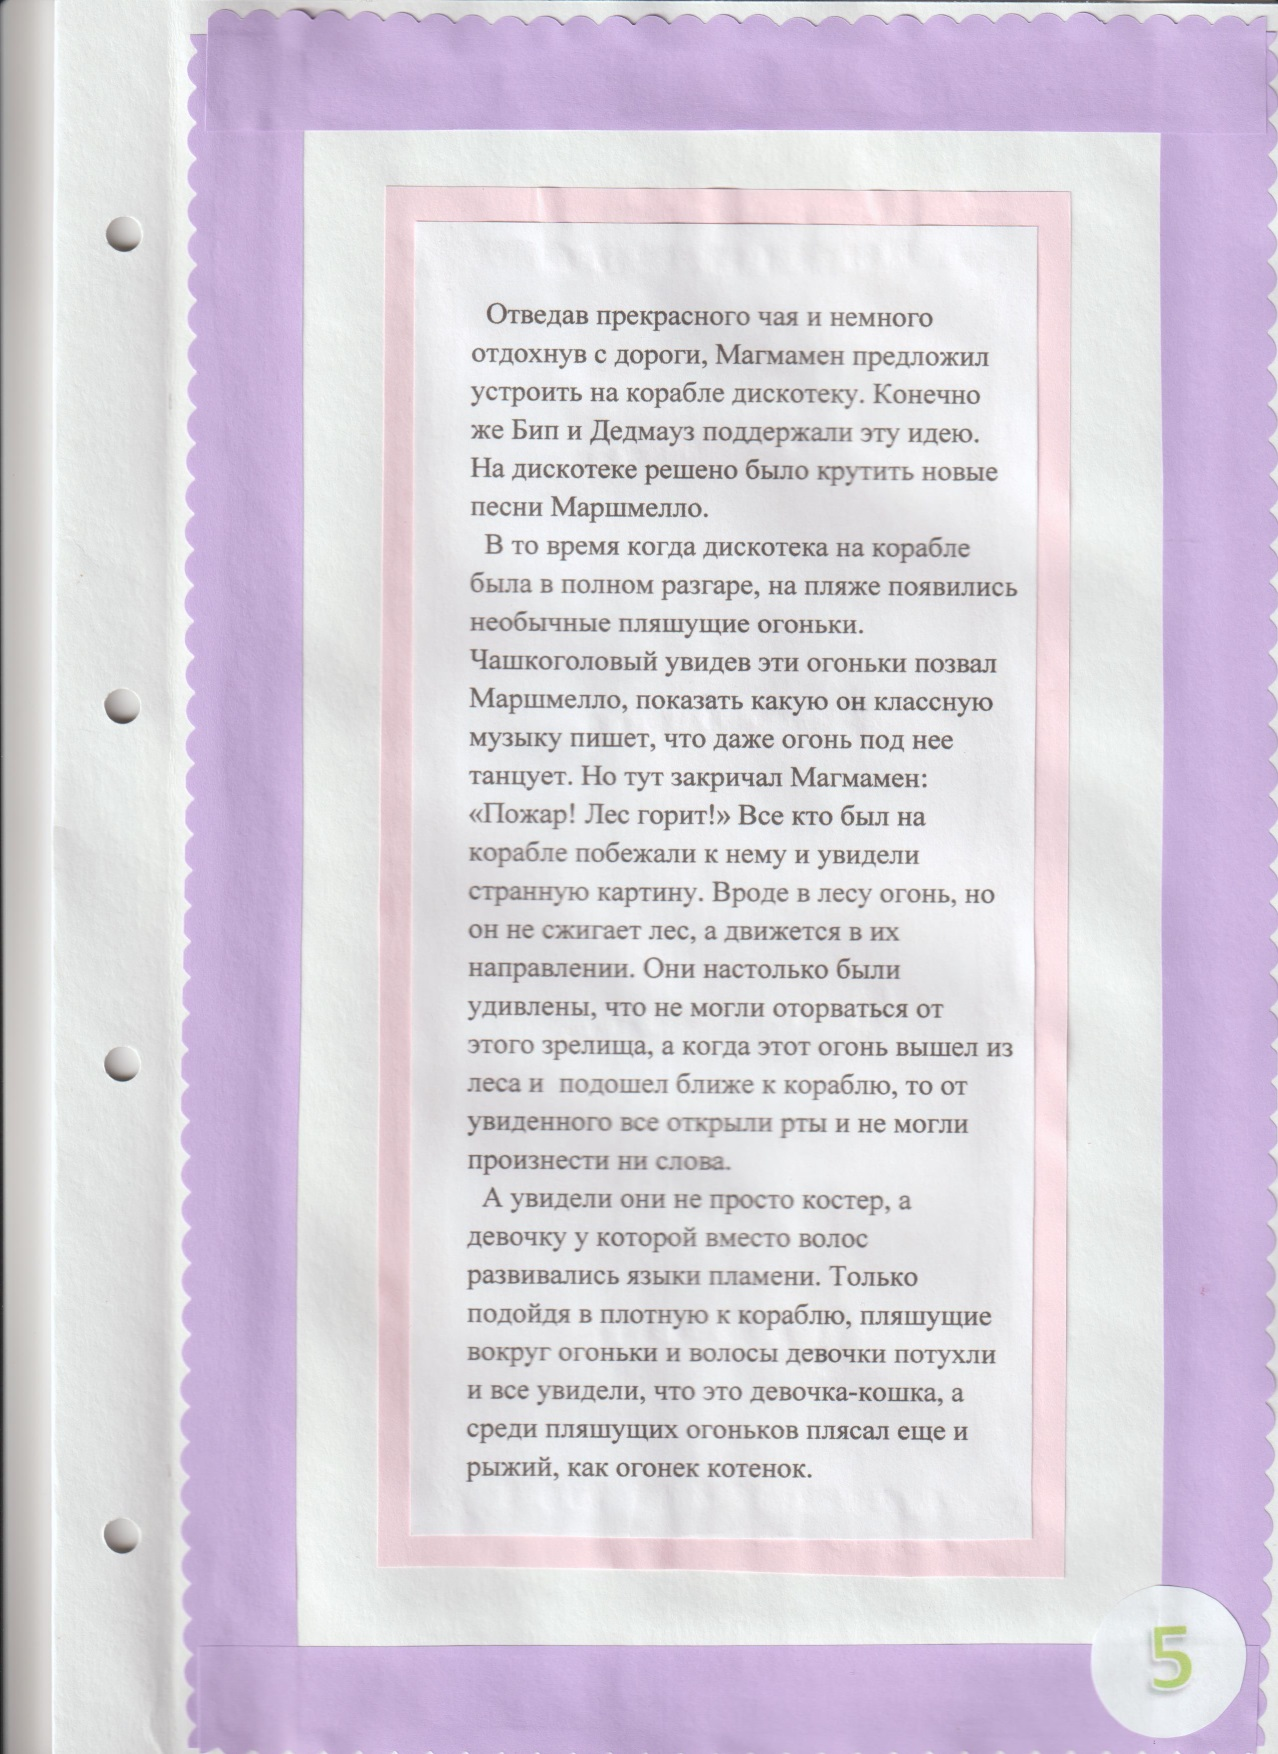 Отведав прекрасного чая и немного
отдохнув с дороги, Магмамен предложил
устроить на корабле дискотеку. Конечно
же Бип и Дедмауз поддержали эту идею.
На дискотеке решено было крутить новые
песни Маршмелло.
В то время когда дискотека на корабле
была в полном разгаре, на пляже появились
необычные пляшущие огоньки.
Чашкоголовый увидев эти огоньки позвал
Маршмелло, показать какую он классную
музыку пишет, что даже огонь под нее
танцует. Но тут закричал Магмамен:
«Пожар! Лес горит!» Все кто был на
корабле побежали к нему и увидели
странную картину. Вроде в лесу огонь, но
он не сжигает лес, а движется в их
направлении. Они настолько были
удивлены, что не могли оторваться от
этого зрелища, а когда этот огонь вышел из
леса и  подошел ближе к кораблю, то от
увиденного все открыли рты и не могли
произнести ни слова.
А увидели они не просто костер, а
девочку у которой вместо волос
развивались языки пламени. Только
подойдя в плотную к кораблю, пляшущие
вокруг огоньки и волосы девочки потухли
и все увидели, что это девочка-кошка, а
среди пляшущих огоньков плясал еще и
рыжий, как огонек котенок.
5